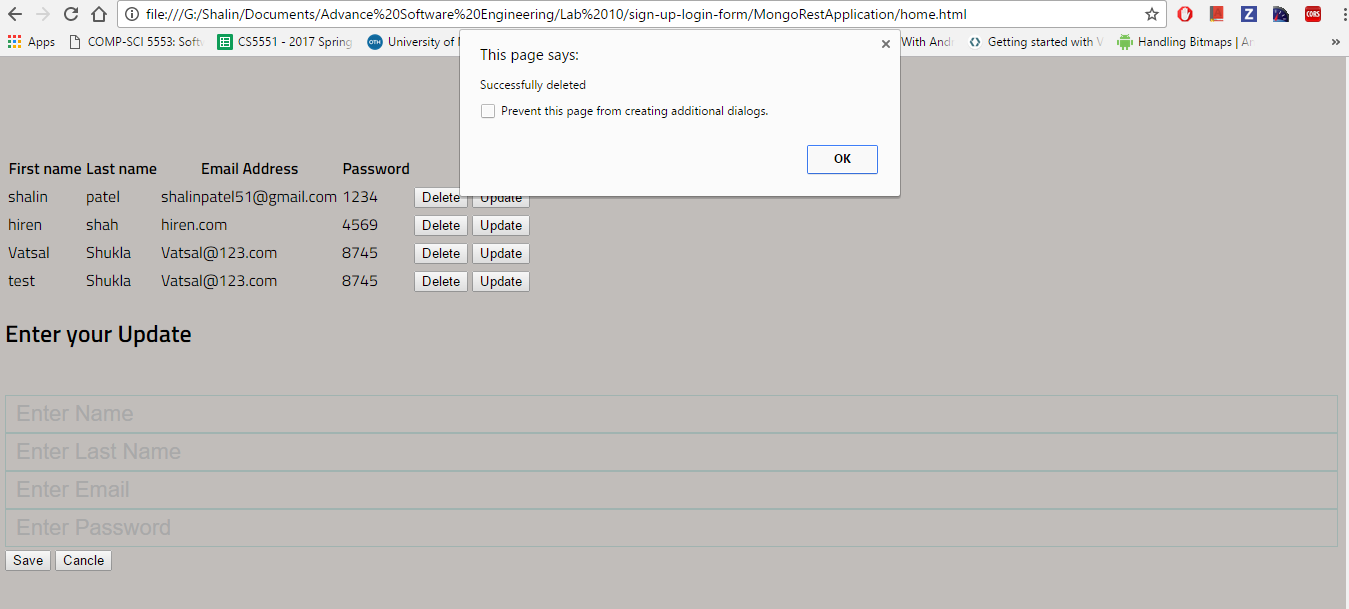 file:///G:/Shalin/Documents/Advance%20Software%20Engineering/Lab%2010/sign-up-login-form/MongoRestApplication/home.html
Z CORS
Apps COMP-SCI 5553: Softw CS5551 - 2017 Spring OTH University of With And Getting started with Handling Bitmaps | An »
This page says:
Successfully deleted
Prevent this page from creating additional dialogs.
OK
First name Last name Email Address Password
shalin patel shalinpatel51@gmail.com 1234 Delete Update
hiren shah hiren.com 4569 Delete Update
Vatsal Shukla Vatsal@123.com 8745 Delete Update
test Shukla Vatsal@123.com 8745 Delete Update
Enter your Update
Enter Name
Enter Last Name
Enter Email
Enter Password
Save Cancle